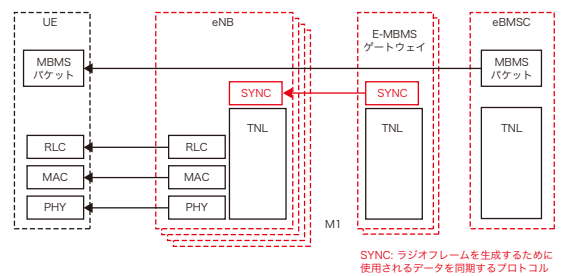 UE
eNB
E-MBMS
ゲートウェイ
eBMSC
MBMS
パケット
MBMS
パケット
SYNC
SYNC
TNL
TNL
TNL
RLC
RLC
MAC
MAC
PHY
PHY
M1
SYNC: ラジオフレームを生成するために
使用されるデータを同期するプロトコル